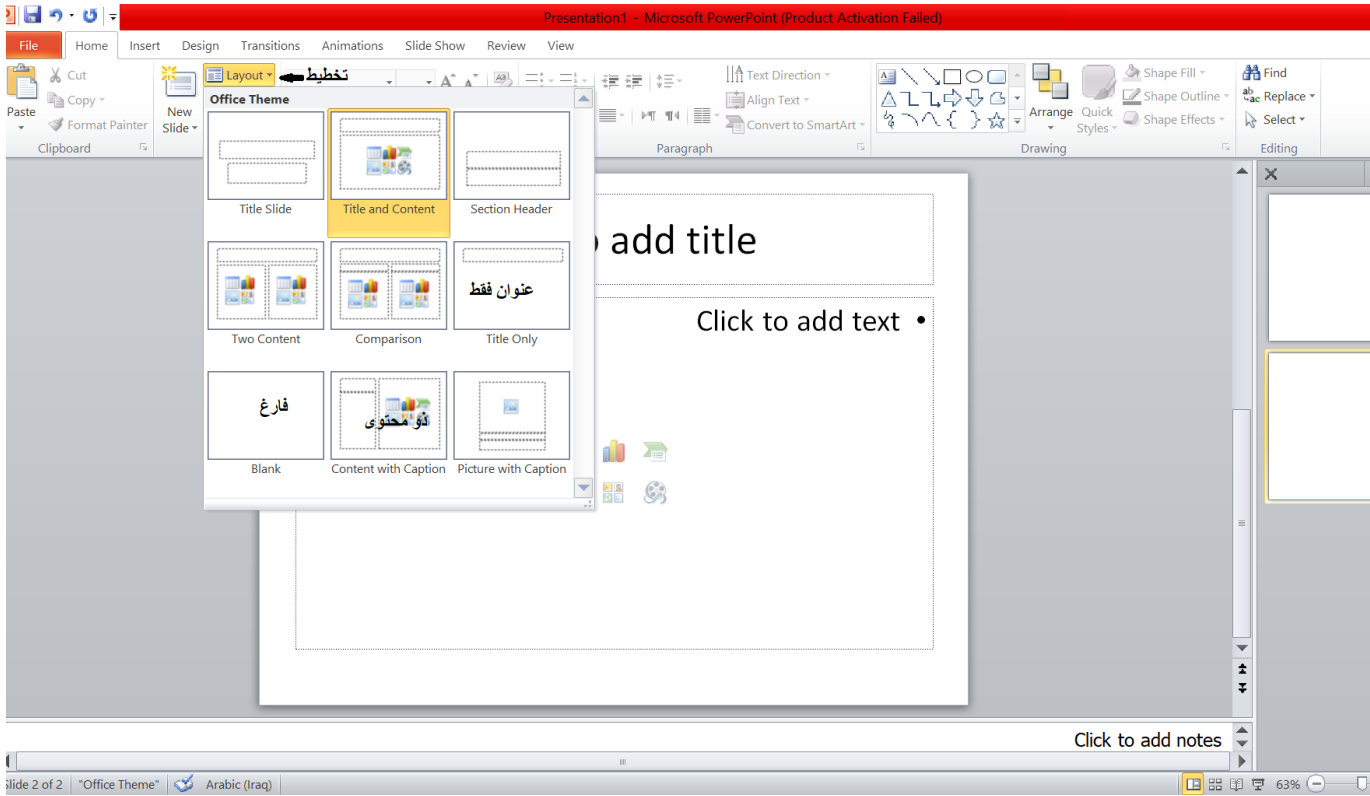 Presentation1 - Microsoft PowerPoint (Product Activation Failed)
File Home Insert Design Transitions Animations Slide Show Review View
Cut
Copy
Format Painter
Paste
Clipboard
New
Slide
Layout
تخطيط
Text Direction
Align Text
Convert to SmartArt
Paragraph
Arrange
Quick
Styles
Shape Fill
Shape Outline
Shape Effects
Drawing
Find
Replace
Select
Editing
Office Theme
Title Slide
Title and Content
Section Header
Two Content
Comparison
عنوان فقط
Title Only
فارغ
Blank
ذو محتوى
Content with Caption
Picture with Caption
add title
Click to add text •
Click to add notes
Slide 2 of 2 "Office Theme" Arabic (Iraq) 63%